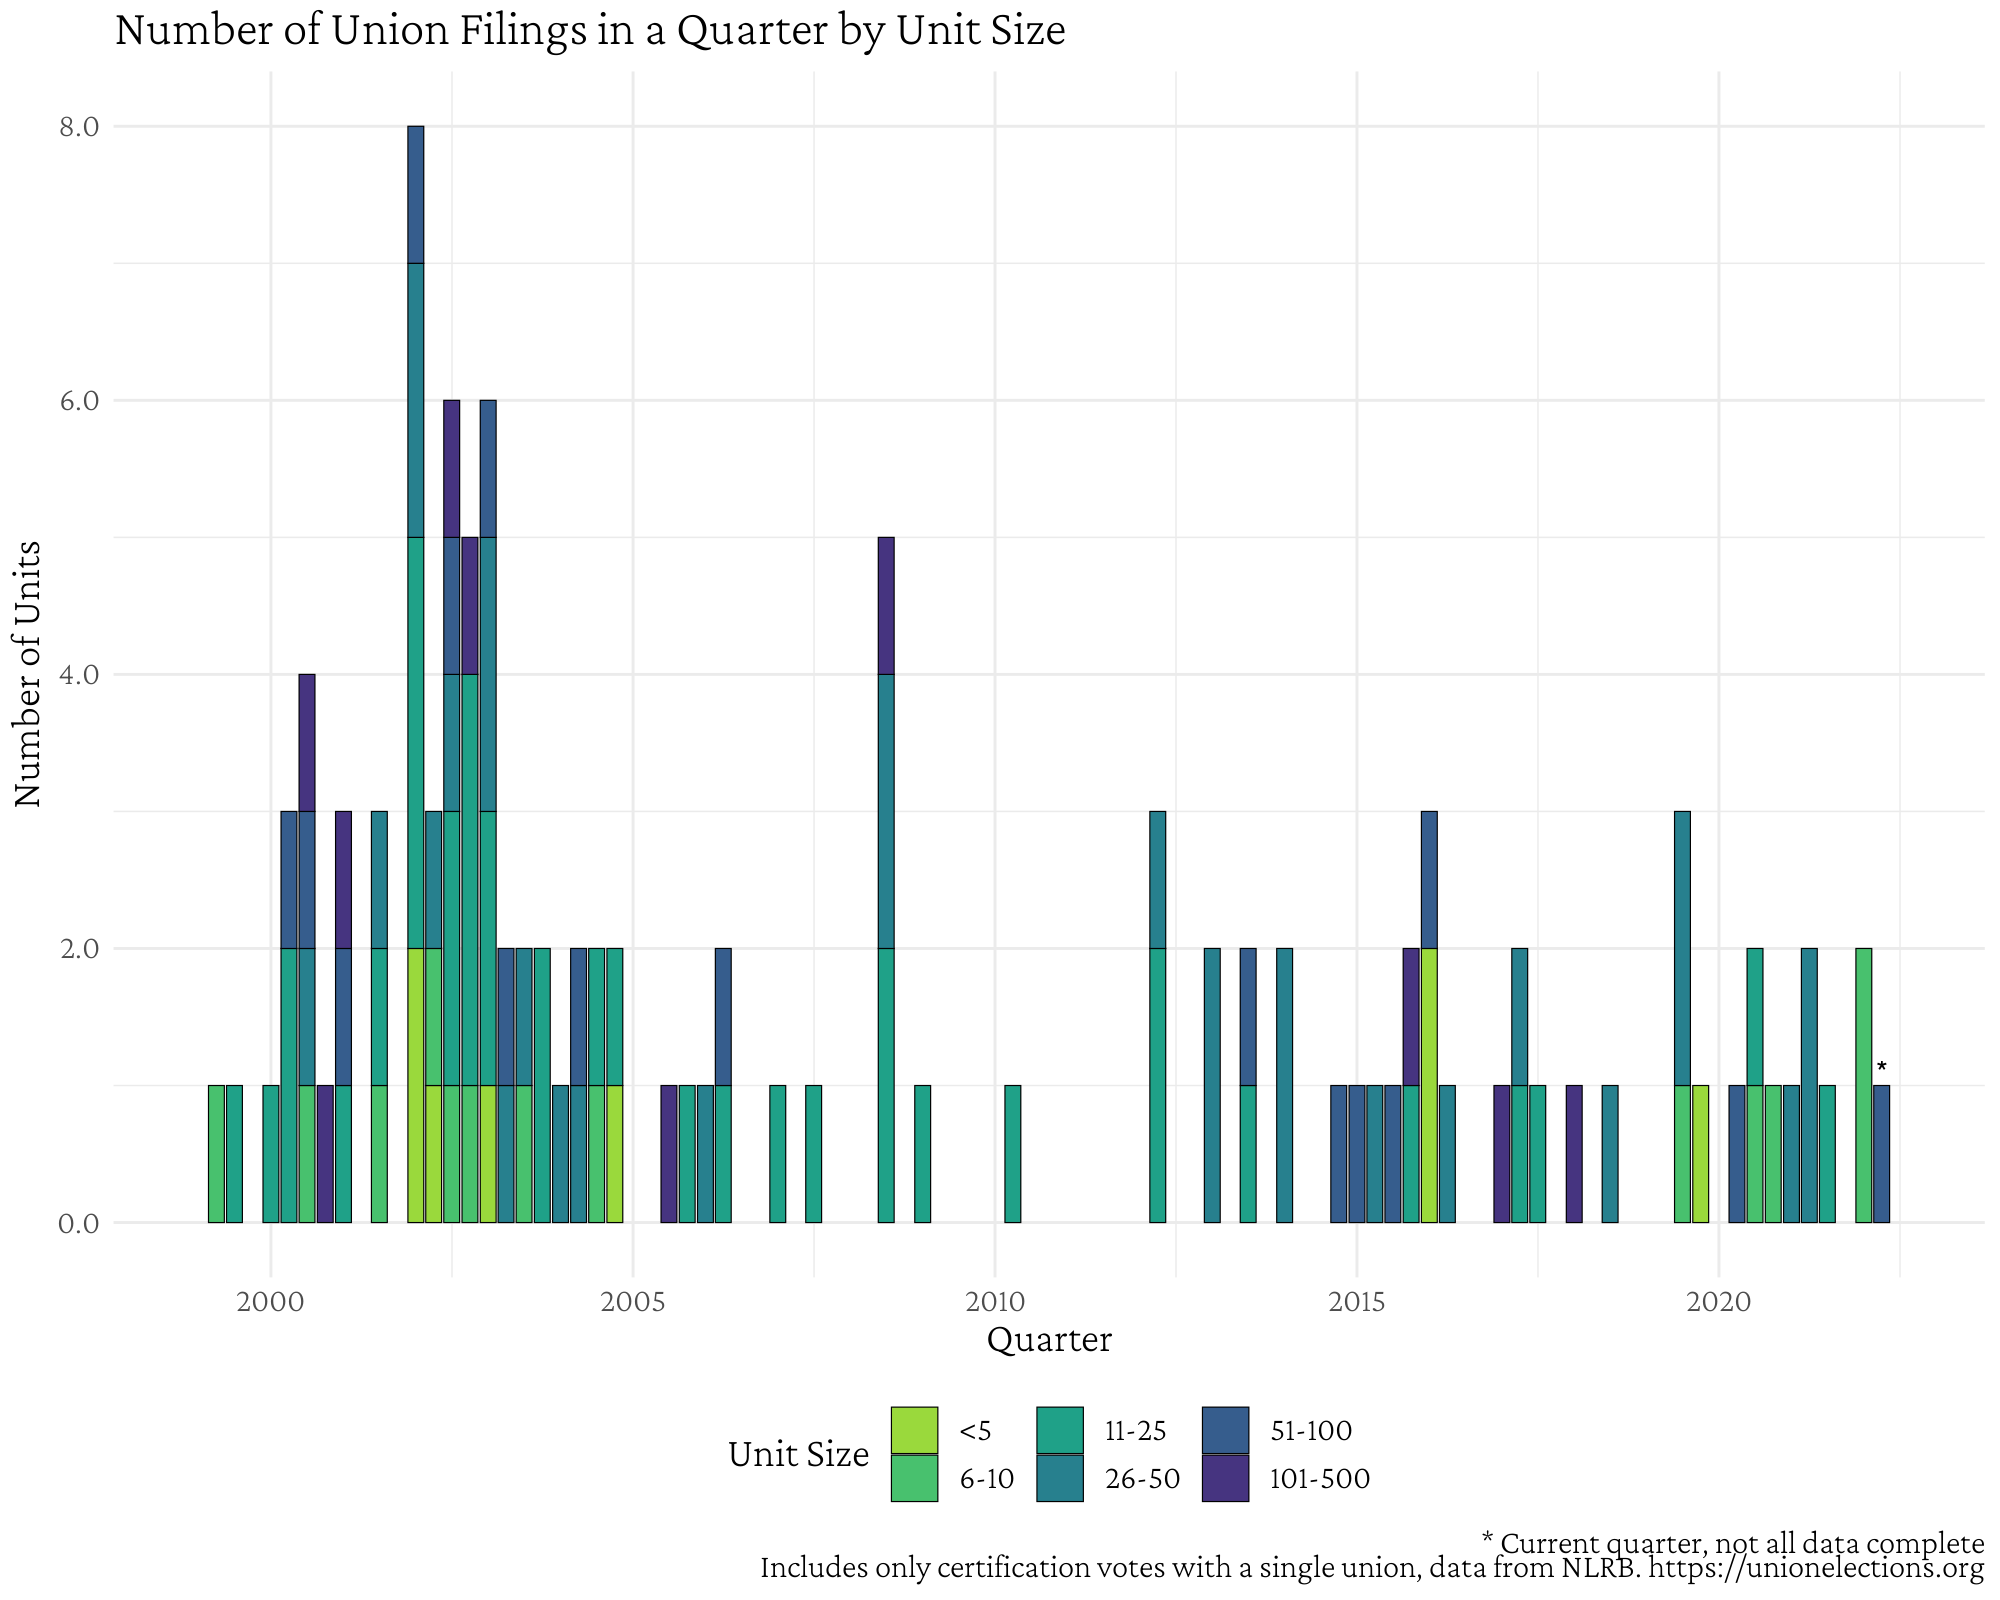 Number of Union Filings in a Quarter by Unit Size
8.0
6.0
4.0
2.0
0.0
Number of Units
*
2000 2005 2010 2015 2020
Quarter
Unit Size
<5 11-25 51-100
6-10 26-50 101-500
* Current quarter, not all data complete
Includes only certification votes with a single union, data from NLRB. https://unionelections.org